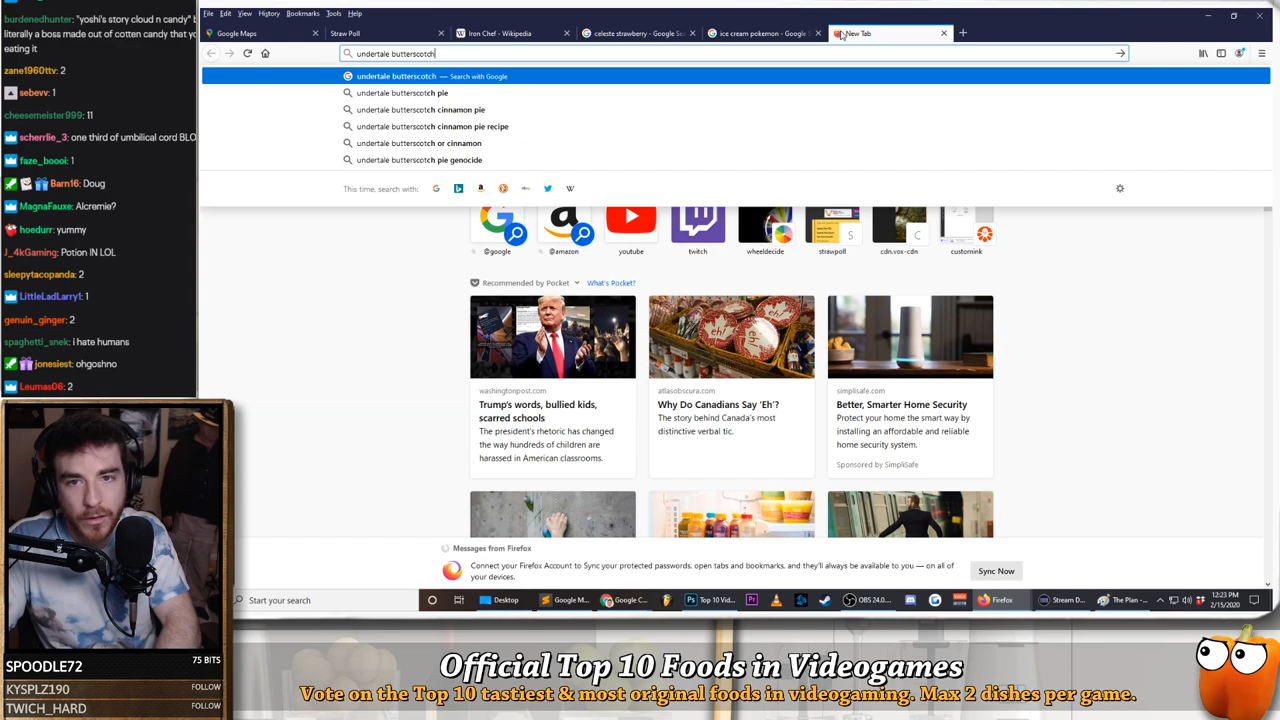 burdenedhunter: "yoshi's story cloud n candy"
literally a boss made out of cotten candy that you
eating it
zane1960ttv: 2
sebevv: 1
cheesemeister999: 11
scherrlie_3: one third of umbilical cord BLO
faze_boooi: 1
Barn16: Doug
MagnaFauxe: Alcremie?
hoedurr: yummy
J_4kGaming: Potion IN LOL
sleepytacopanda: 2
LittleLadLarry1: 1
genuin_ginger: 2
spaghetti_snek: i hate humans
jonesiest: ohgoshno
Leumas06: 2
File Edit View History Bookmarks Tools Help
Google Maps
Straw Poll
Iron Chef - Wikipedia
celeste strawberry - Google Se
ice cream pokemon - Google S
New Tab
undertale butterscotch
undertale butterscotch — Search with Google
undertale butterscotch pie
undertale butterscotch cinnamon pie
undertale butterscotch cinnamon pie recipe
undertale butterscotch or cinnamon
undertale butterscotch pie genocide
This time, search with:
@google
@amazon
youtube
twitch
wheeldecide
strawpoll
cdn.vox-cdn
customink
S
C
Recommended by Pocket
What's Pocket?
washingtonpost.com
Trump's words, bullied kids,
scarred schools
The president's rhetoric has changed
the way hundreds of children are
harassed in American classrooms.
eh!
atlasobscura.com
Why Do Canadians Say 'Eh'?
The story behind Canada's most
distinctive verbal tic.
simplisafe.com
Better, Smarter Home Security
Protect your home the smart way by
installing an affordable and reliable
home security system.
Sponsored by SimpliSafe
Messages from Firefox
Connect your Firefox Account to Sync your protected passwords, open tabs and bookmarks, and they'll always be available to you — on all of
your devices.
Sync Now
Start your search
Desktop
Google M...
Google C...
Top 10 Vid...
OBS 24.0....
Firefox
Stream D...
The Plan -...
12:23 PM
2/15/2020
SPOODLE72 75 BITS
KYSPLZ190 FOLLOW
TWICH_HARD FOLLOW
Official Top 10 Foods in Videogames
Vote on the Top 10 tastiest & most original foods in videogaming. Max 2 dishes per game.